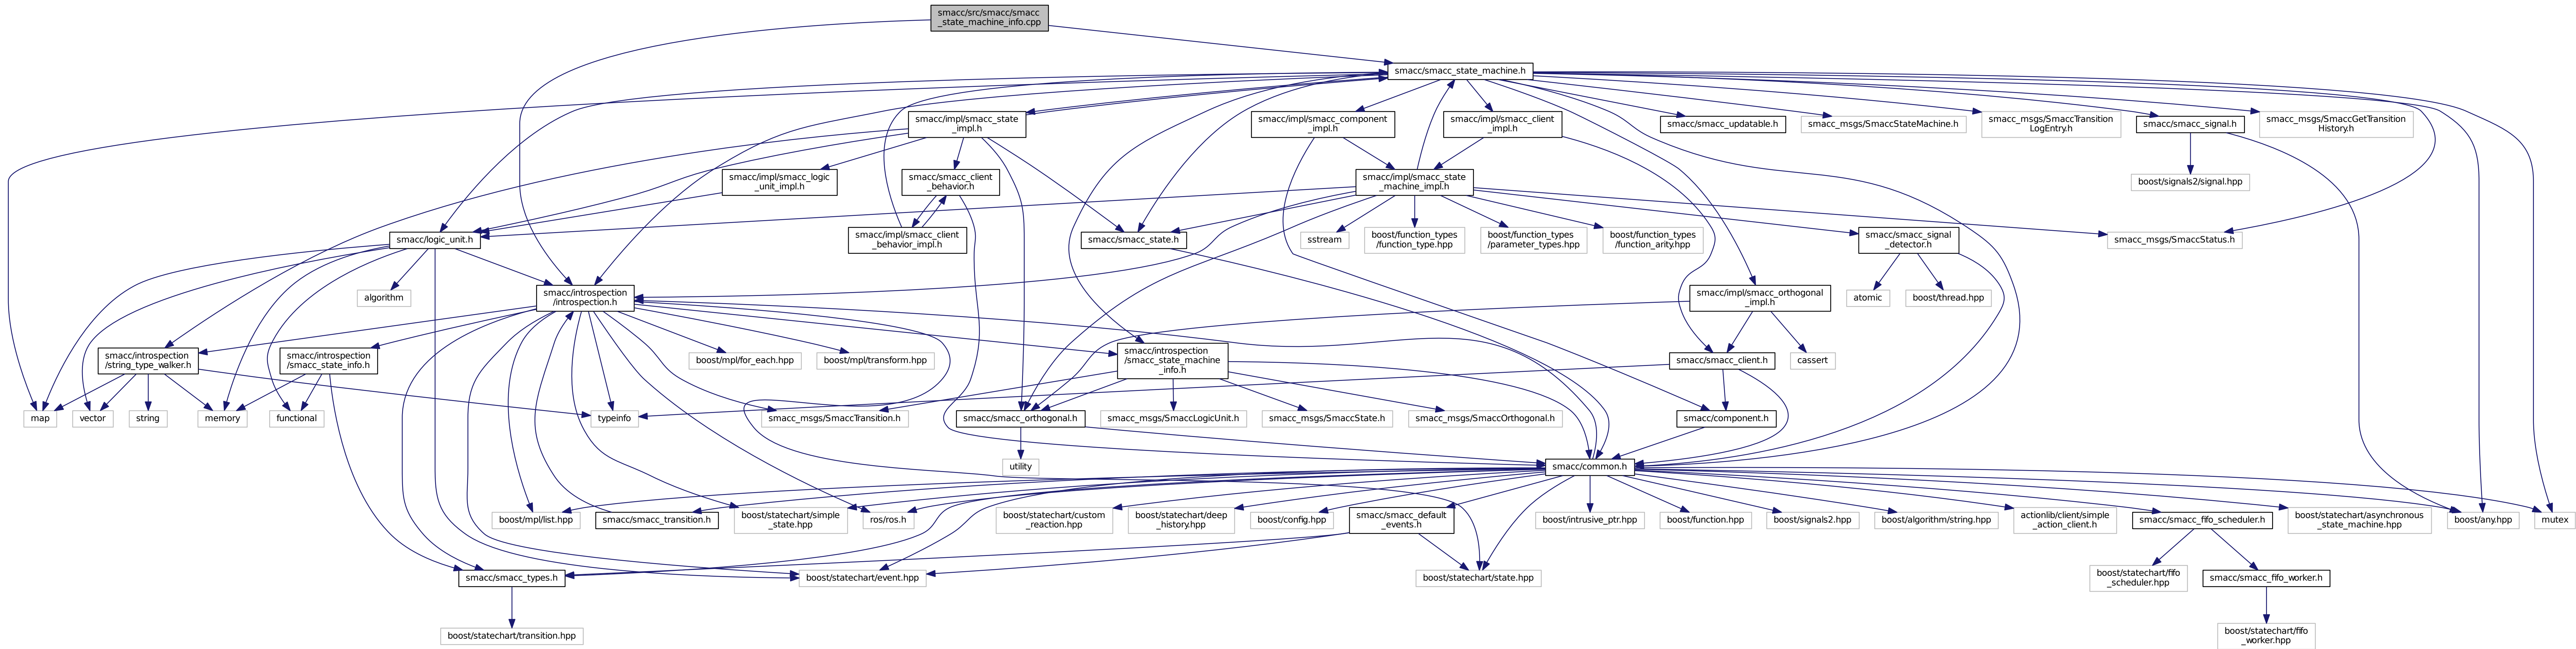 smacc/src/smacc/smacc
_state_machine_info.cpp
smacc/smacc_state_machine.h
smacc/impl/smacc_state
_impl.h
smacc/impl/smacc_component
_impl.h
smacc/impl/smacc_client
_impl.h
smacc/smacc_updatable.h
smacc_msgs/SmaccStateMachine.h
smacc_msgs/SmaccTransition
LogEntry.h
smacc/smacc_signal.h
smacc_msgs/SmaccGetTransition
History.h
smacc/impl/smacc_logic
_unit_impl.h
smacc/smacc_client
_behavior.h
smacc/impl/smacc_state
_machine_impl.h
boost/signals2/signal.hpp
smacc/logic_unit.h
smacc/impl/smacc_client
_behavior_impl.h
smacc/smacc_state.h
sstream
boost/function_types
/function_type.hpp
boost/function_types
/parameter_types.hpp
boost/function_types
/function_arity.hpp
smacc/smacc_signal
_detector.h
smacc_msgs/SmaccStatus.h
algorithm
smacc/introspection
/introspection.h
smacc/impl/smacc_orthogonal
_impl.h
atomic
boost/thread.hpp
smacc/introspection
/string_type_walker.h
smacc/introspection
/smacc_state_info.h
boost/mpl/for_each.hpp
boost/mpl/transform.hpp
smacc/introspection
/smacc_state_machine
_info.h
smacc/smacc_client.h
cassert
map
vector
string
memory
functional
typeinfo
smacc_msgs/SmaccTransition.h
smacc/smacc_orthogonal.h
smacc_msgs/SmaccLogicUnit.h
smacc_msgs/SmaccState.h
smacc_msgs/SmaccOrthogonal.h
smacc/component.h
utility
smacc/common.h
boost/mpl/list.hpp
smacc/smacc_transition.h
boost/statechart/simple
_state.hpp
ros/ros.h
boost/statechart/custom
_reaction.hpp
boost/statechart/deep
_history.hpp
boost/config.hpp
smacc/smacc_default
_events.h
boost/intrusive_ptr.hpp
boost/function.hpp
boost/signals2.hpp
boost/algorithm/string.hpp
actionlib/client/simple
_action_client.h
smacc/smacc_fifo_scheduler.h
boost/statechart/asynchronous
_state_machine.hpp
boost/any.hpp
mutex
smacc/smacc_types.h
boost/statechart/event.hpp
boost/statechart/state.hpp
boost/statechart/fifo
_scheduler.hpp
smacc/smacc_fifo_worker.h
boost/statechart/transition.hpp
boost/statechart/fifo
_worker.hpp